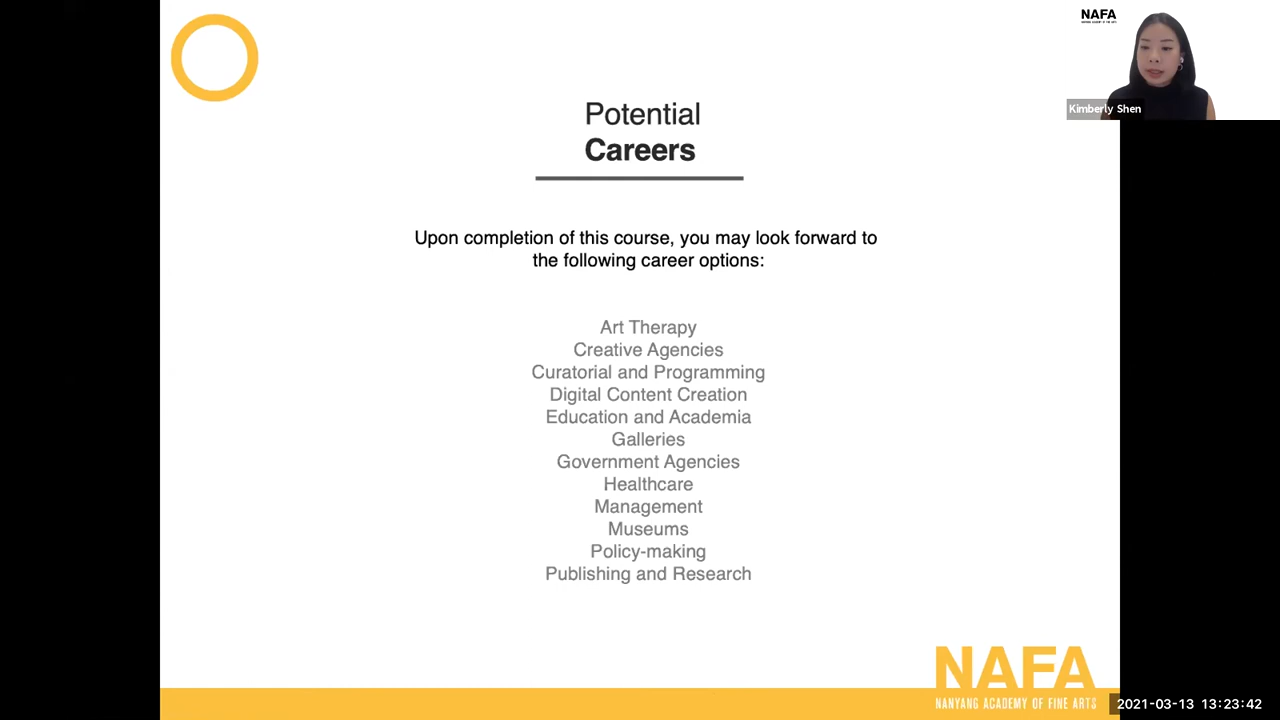 NAFA
Kimberly Shen
Potential
Careers
Upon completion of this course, you may look forward to
the following career options:
Art Therapy
Creative Agencies
Curatorial and Programming
Digital Content Creation
Education and Academia
Galleries
Government Agencies
Healthcare
Management
Museums
Policy-making
Publishing and Research
NAFA
NANYANG ACADEMY OF FINE ARTS
2021-03-13 13:23:42